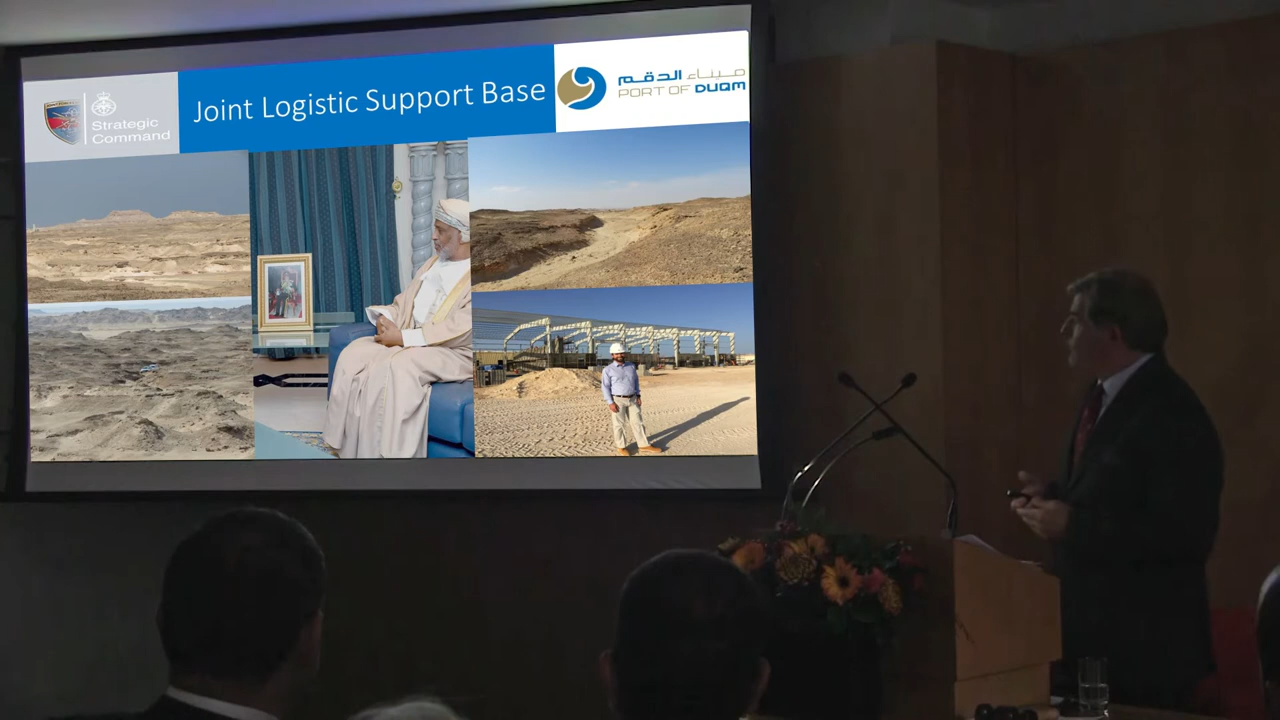 Strategic
Command
Joint Logistic Support Base
ميناء الدقم
PORT OF DUQM